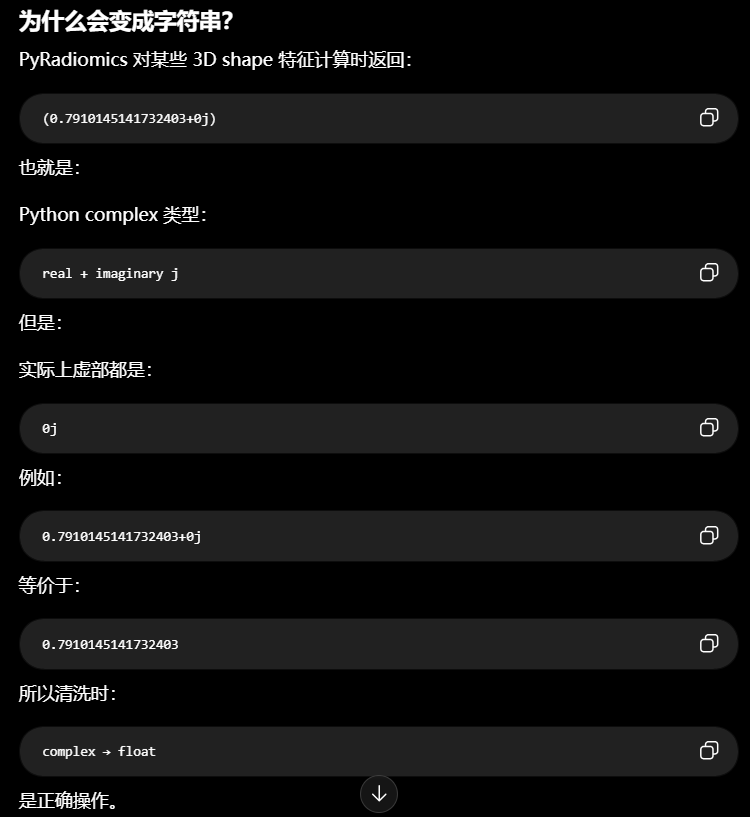 为什么会变成字符串？
PyRadiomics 对某些 3D shape 特征计算时返回：
(0.7910145141732403+0j)
也就是：
Python complex 类型：
real + imaginary j
但是：
实际上虚部都是：
0j
例如：
0.7910145141732403+0j
等价于：
0.7910145141732403
所以清洗时：
complex → float
是正确操作。